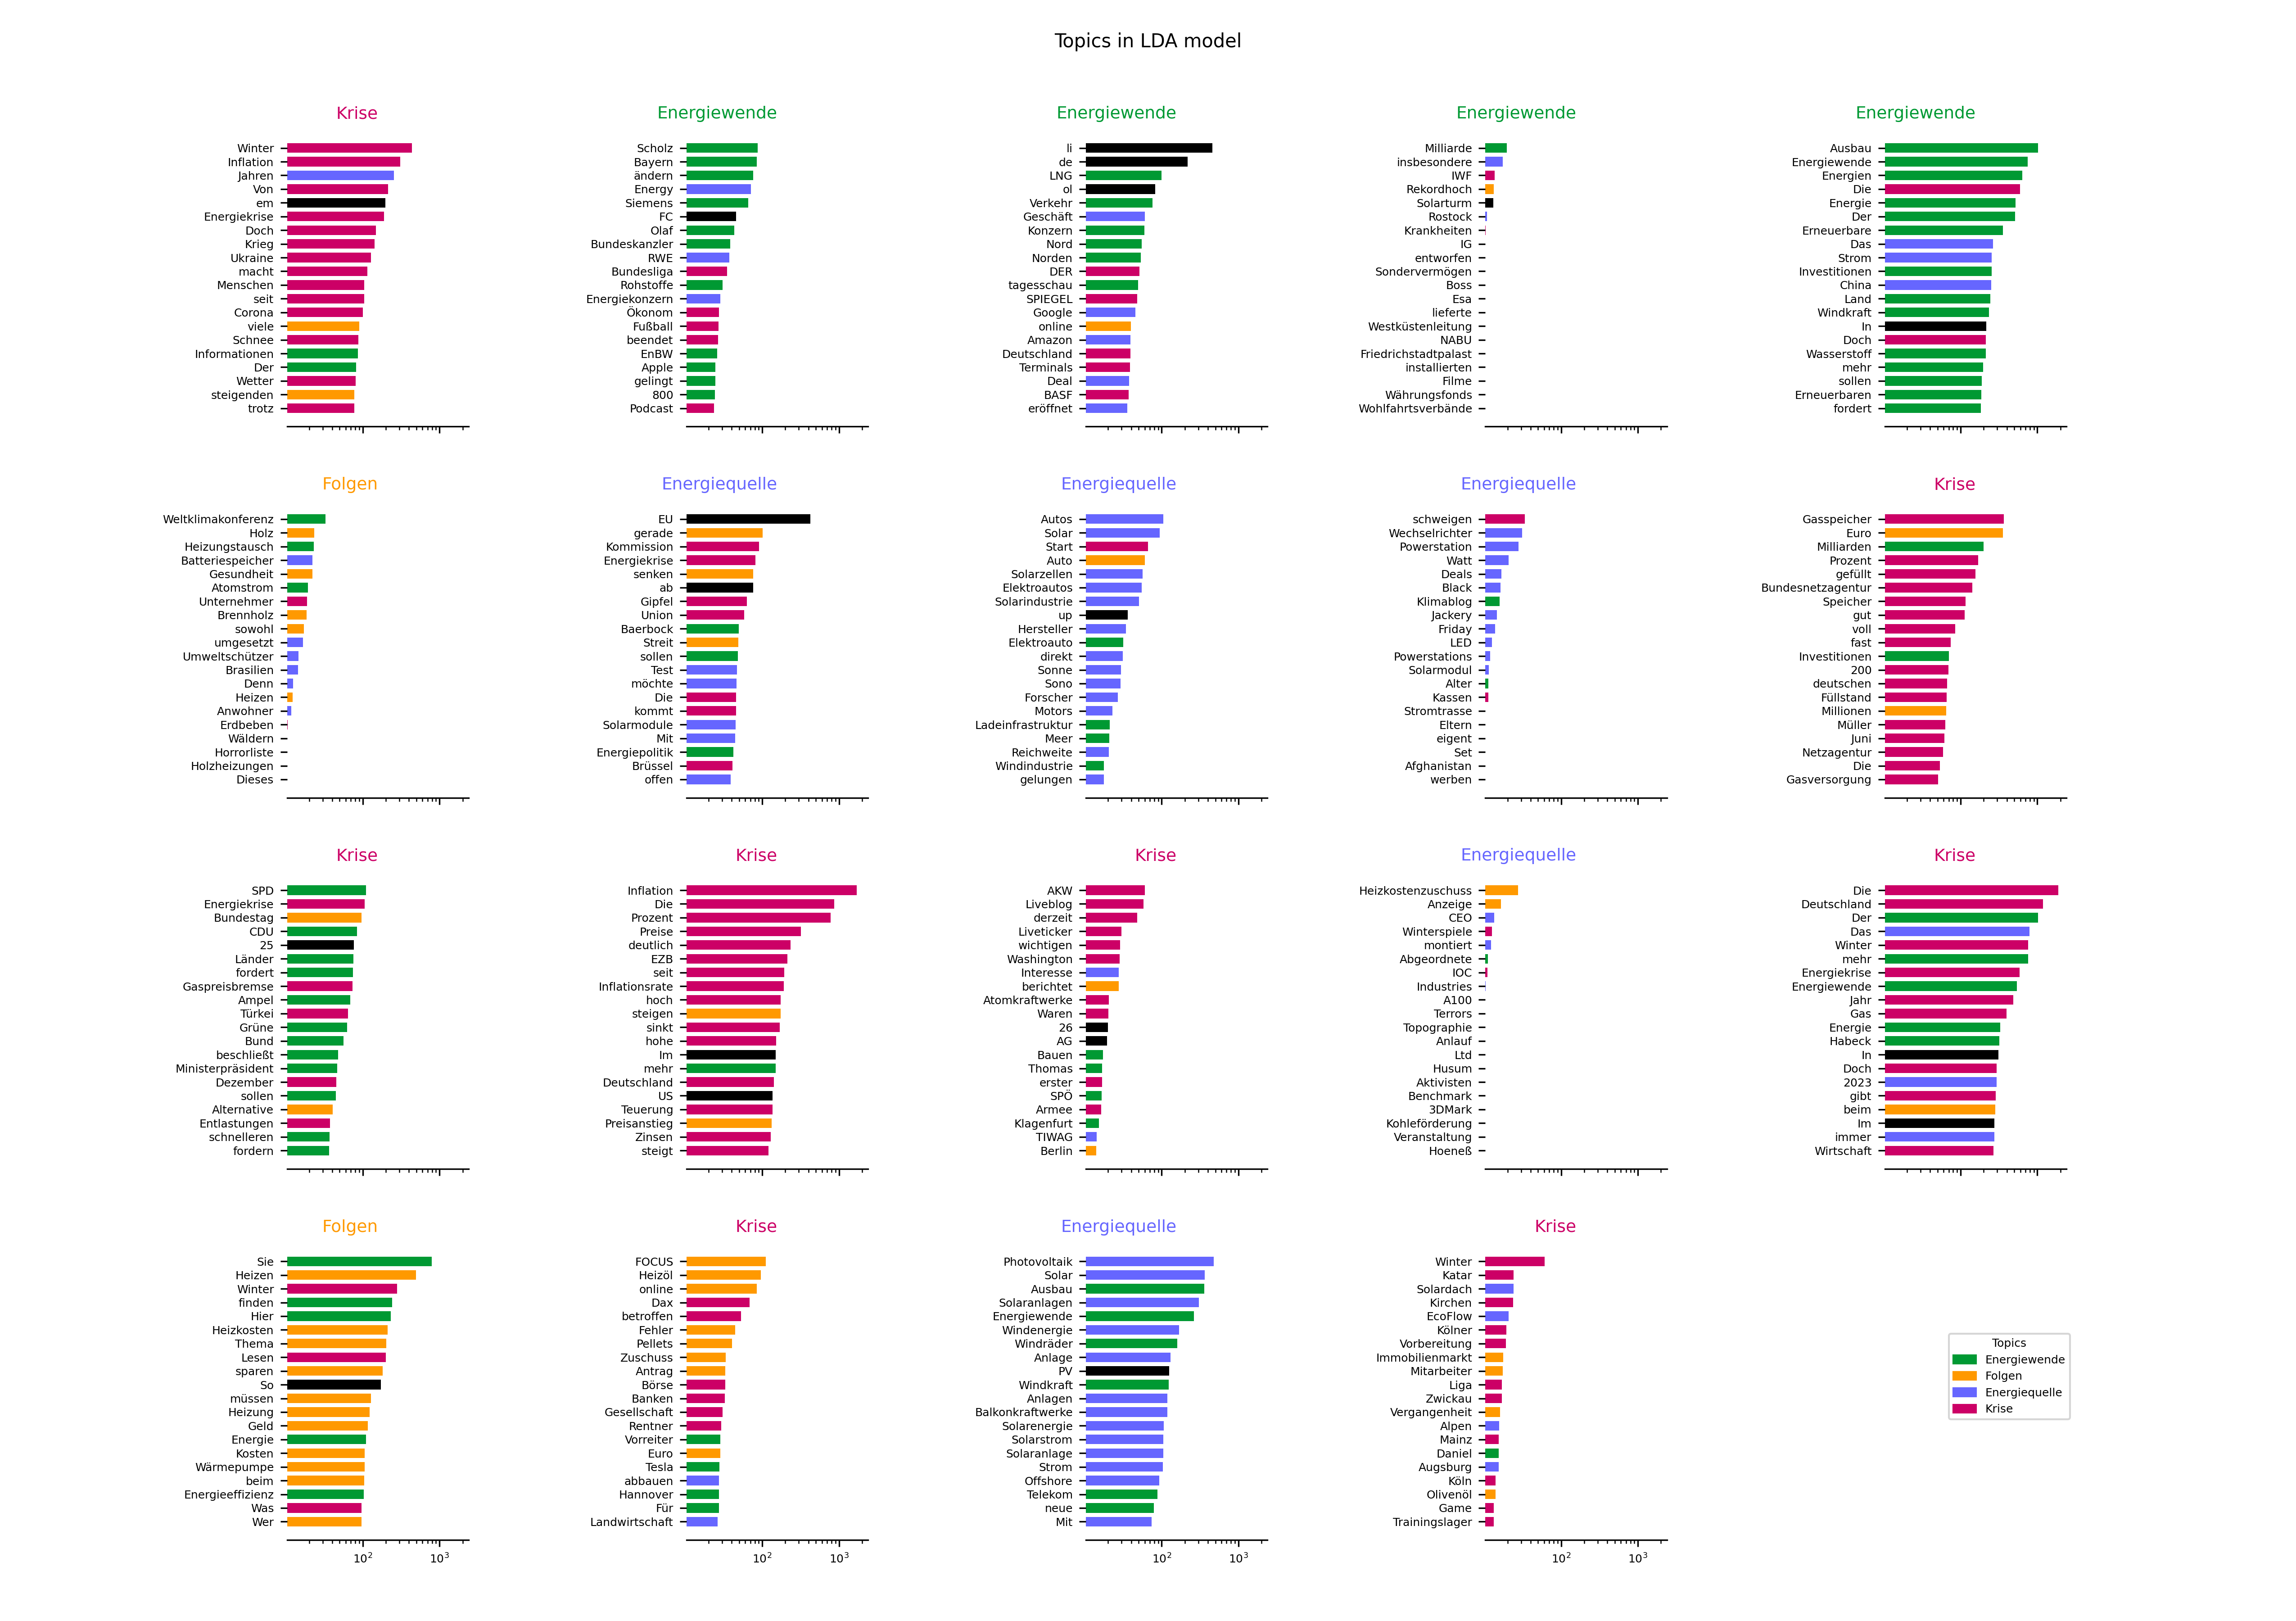 Topics in LDA model
Krise
Winter
Inflation
Jahren
Von
em
Energiekrise
Doch
Krieg
Ukraine
macht
Menschen
seit
Corona
viele
Schnee
Informationen
Der
Wetter
steigenden
trotz
Energiewende
Scholz
Bayern
ändern
Energy
Siemens
FC
Olaf
Bundeskanzler
RWE
Bundesliga
Rohstoffe
Energiekonzern
Ökonom
Fußball
beendet
EnBW
Apple
gelingt
800
Podcast
Energiewende
li
de
LNG
ol
Verkehr
Geschäft
Konzern
Nord
Norden
DER
tagesschau
SPIEGEL
Google
online
Amazon
Deutschland
Terminals
Deal
BASF
eröffnet
Energiewende
Milliarde
insbesondere
IWF
Rekordhoch
Solarturm
Rostock
Krankheiten
IG
entworfen
Sondervermögen
Boss
Esa
lieferte
Westküstenleitung
NABU
Friedrichstadtpalast
installierten
Filme
Währungsfonds
Wohlfahrtsverbände
Energiewende
Ausbau
Energiewende
Energien
Die
Energie
Der
Erneuerbare
Das
Strom
Investitionen
China
Land
Windkraft
In
Doch
Wasserstoff
mehr
sollen
Erneuerbaren
fordert
Folgen
Weltklimakonferenz
Holz
Heizungstausch
Batteriespeicher
Gesundheit
Atomstrom
Unternehmer
Brennholz
sowohl
umgesetzt
Umweltschützer
Brasilien
Denn
Heizen
Anwohner
Erdbeben
Wäldern
Horrorliste
Holzheizungen
Dieses
Energiequelle
EU
gerade
Kommission
Energiekrise
senken
ab
Gipfel
Union
Baerbock
Streit
sollen
Test
möchte
Die
kommt
Solarmodule
Mit
Energiepolitik
Brüssel
offen
Energiequelle
Autos
Solar
Start
Auto
Solarzellen
Elektroautos
Solarindustrie
up
Hersteller
Elektroauto
direkt
Sonne
Sono
Forscher
Motors
Ladeinfrastruktur
Meer
Reichweite
Windindustrie
gelungen
Energiequelle
schweigen
Wechselrichter
Powerstation
Watt
Deals
Black
Klimablog
Jackery
Friday
LED
Powerstations
Solarmodul
Alter
Kassen
Stromtrasse
Eltern
eigent
Set
Afghanistan
werben
Krise
Gasspeicher
Euro
Milliarden
Prozent
gefüllt
Bundesnetzagentur
Speicher
gut
voll
fast
Investitionen
200
deutschen
Füllstand
Millionen
Müller
Juni
Netzagentur
Die
Gasversorgung
Krise
SPD
Energiekrise
Bundestag
CDU
25
Länder
fordert
Gaspreisbremse
Ampel
Türkei
Grüne
Bund
beschließt
Ministerpräsident
Dezember
sollen
Alternative
Entlastungen
schnelleren
fordern
Krise
Inflation
Die
Prozent
Preise
deutlich
EZB
seit
Inflationsrate
hoch
steigen
sinkt
hohe
Im
mehr
Deutschland
US
Teuerung
Preisanstieg
Zinsen
steigt
Krise
AKW
Liveblog
derzeit
Liveticker
wichtigen
Washington
Interesse
berichtet
Atomkraftwerke
Waren
26
AG
Bauen
Thomas
erster
SPÖ
Armee
Klagenfurt
TIWAG
Berlin
Energiequelle
Heizkostenzuschuss
Anzeige
CEO
Winterspiele
montiert
Abgeordnete
IOC
Industries
A100
Terrors
Topographie
Anlauf
Ltd
Husum
Aktivisten
Benchmark
3DMark
Kohleförderung
Veranstaltung
Hoeneß
Krise
Die
Deutschland
Der
Das
Winter
mehr
Energiekrise
Energiewende
Jahr
Gas
Energie
Habeck
In
Doch
2023
gibt
beim
Im
immer
Wirtschaft
Folgen
Sie
Heizen
Winter
finden
Hier
Heizkosten
Thema
Lesen
sparen
So
müssen
Heizung
Geld
Energie
Kosten
Wärmepumpe
beim
Energieeffizienz
Was
Wer
10² 10³
Krise
FOCUS
Heizöl
online
Dax
betroffen
Fehler
Pellets
Zuschuss
Antrag
Börse
Banken
Gesellschaft
Rentner
Vorreiter
Euro
Tesla
abbauen
Hannover
Für
Landwirtschaft
10² 10³
Energiequelle
Photovoltaik
Solar
Ausbau
Solaranlagen
Energiewende
Windenergie
Windräder
Anlage
PV
Windkraft
Anlagen
Balkonkraftwerke
Solarenergie
Solarstrom
Solaranlage
Strom
Offshore
Telekom
neue
Mit
10² 10³
Krise
Winter
Katar
Solardach
Kirchen
EcoFlow
Kölner
Vorbereitung
Immobilienmarkt
Mitarbeiter
Liga
Zwickau
Vergangenheit
Alpen
Mainz
Daniel
Augsburg
Köln
Olivenöl
Game
Trainingslager
10² 10³
Topics
Energiewende
Folgen
Energiequelle
Krise